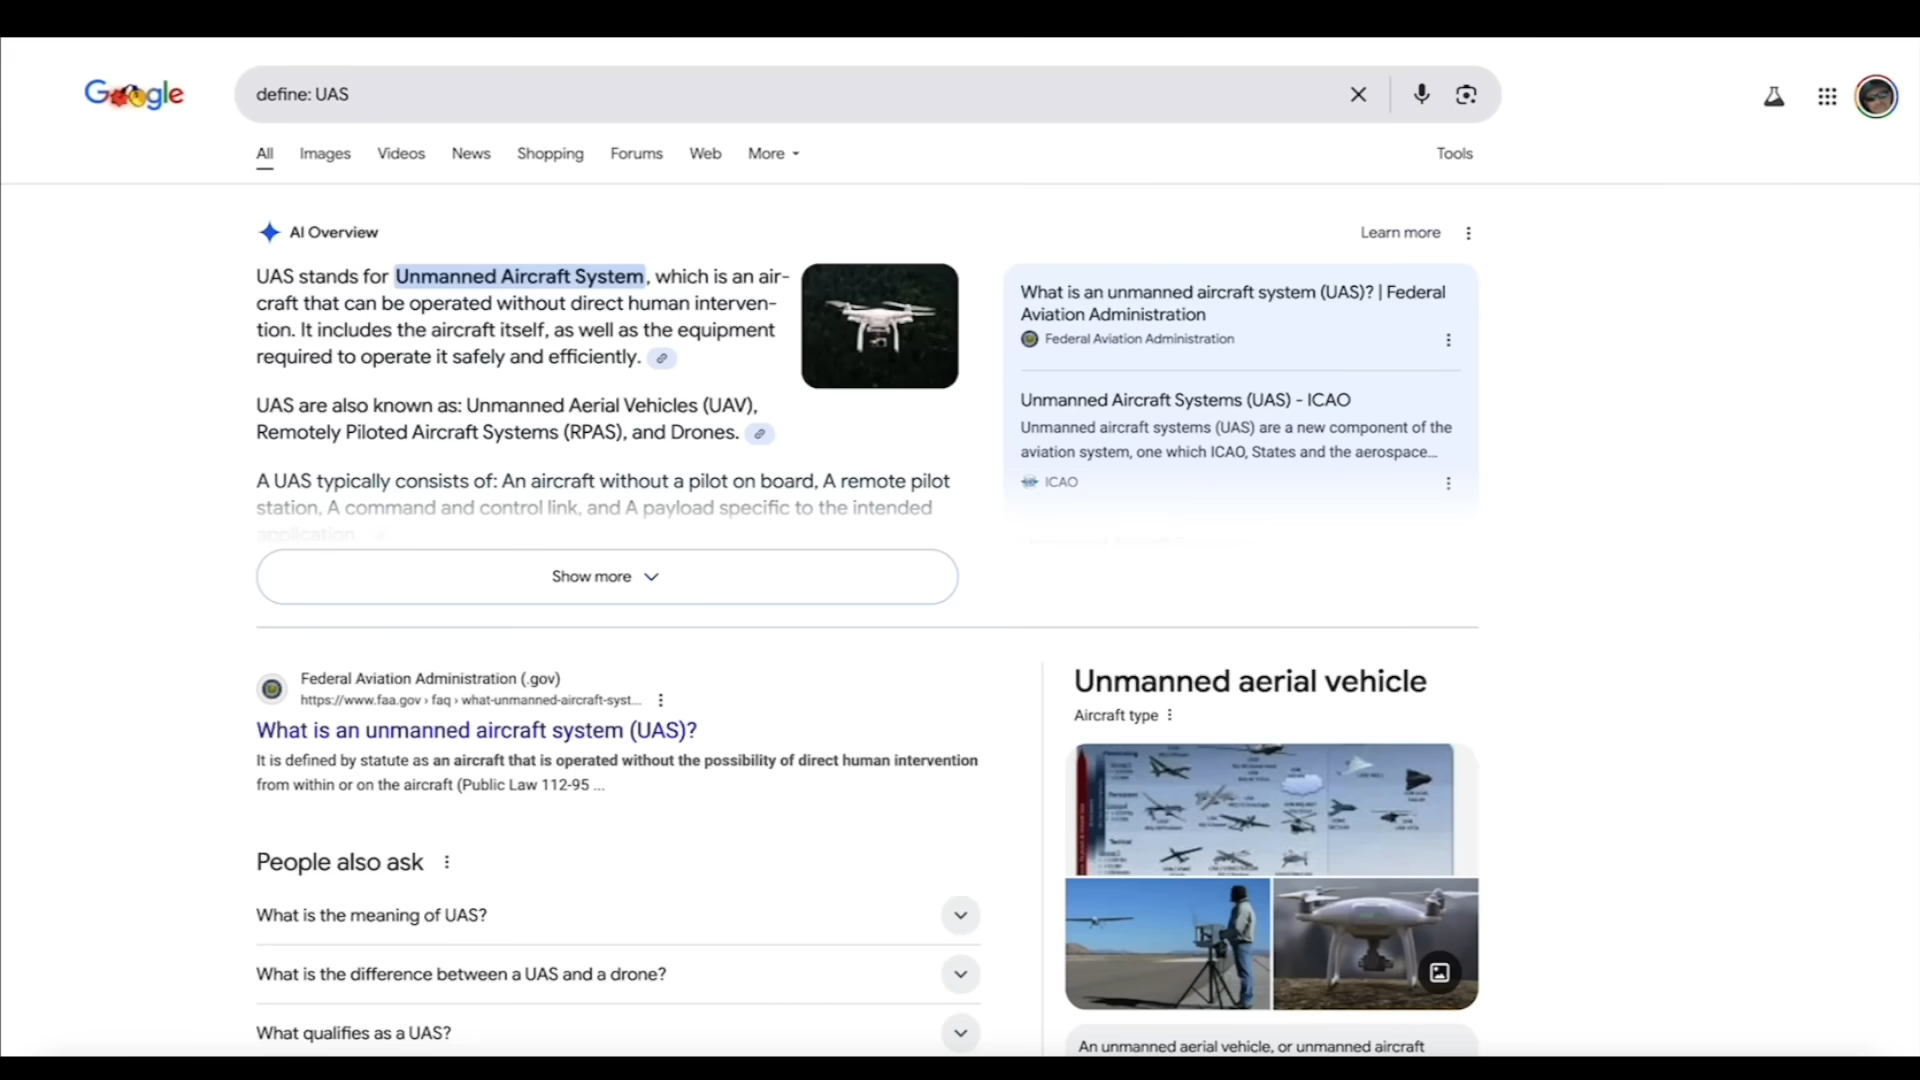 Google
define: UAS
All Images Videos News Shopping Forums Web More Tools
AI Overview
Learn more
UAS stands for Unmanned Aircraft System, which is an air-
craft that can be operated without direct human interven-
tion. It includes the aircraft itself, as well as the equipment
required to operate it safely and efficiently.
UAS are also known as: Unmanned Aerial Vehicles (UAV),
Remotely Piloted Aircraft Systems (RPAS), and Drones.
A UAS typically consists of: An aircraft without a pilot on board, A remote pilot
station, A command and control link, and A payload specific to the intended
application.
What is an unmanned aircraft system (UAS)? | Federal
Aviation Administration
Federal Aviation Administration
Unmanned Aircraft Systems (UAS) - ICAO
Unmanned aircraft systems (UAS) are a new component of the
aviation system, one which ICAO, States and the aerospace...
ICAO
Show more
Federal Aviation Administration (.gov)
https://www.faa.gov › faq › what-unmanned-aircraft-syst...
What is an unmanned aircraft system (UAS)?
It is defined by statute as an aircraft that is operated without the possibility of direct human intervention
from within or on the aircraft (Public Law 112-95 ...
People also ask
What is the meaning of UAS?
What is the difference between a UAS and a drone?
What qualifies as a UAS?
Unmanned aerial vehicle
Aircraft type
An unmanned aerial vehicle, or unmanned aircraft